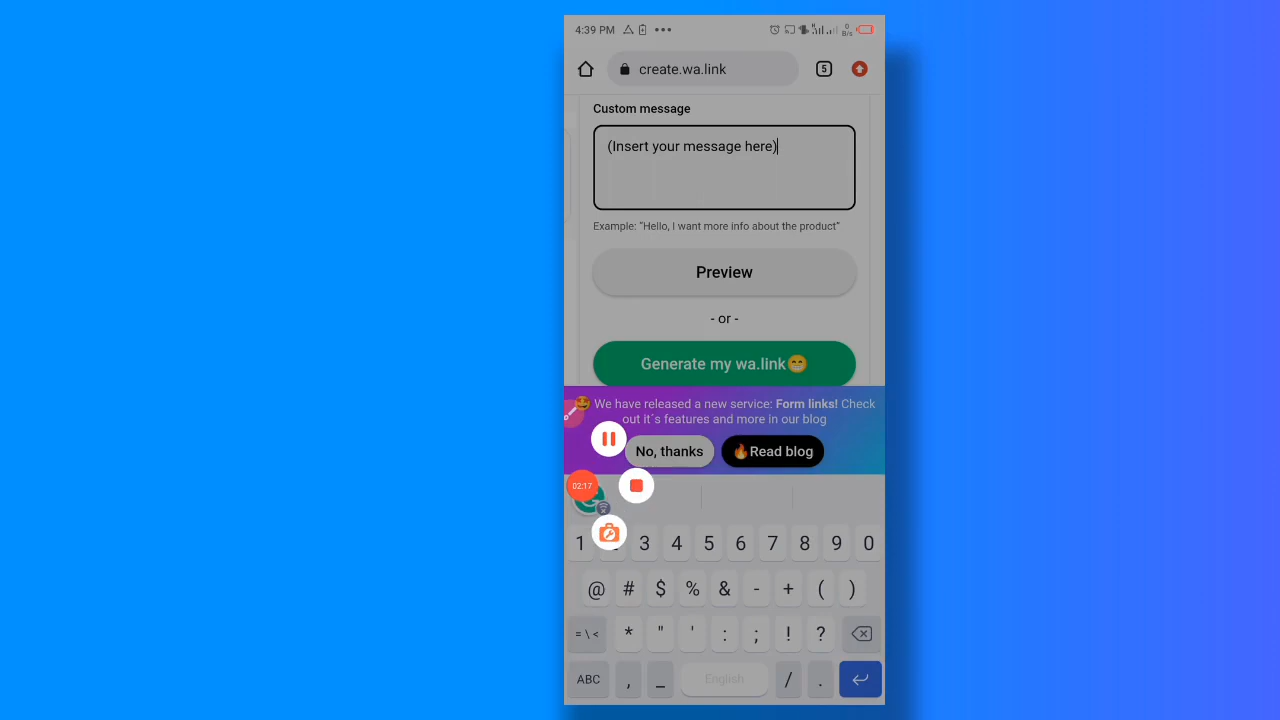 4:39 PM
0
B/s
create.wa.link
5
Custom message
(Insert your message here)
Example: "Hello, I want more info about the product"
Preview
- or -
Generate my wa.link😁
🤩 We have released a new service: Form links! Check
out it´s features and more in our blog
No, thanks
🔥Read blog
02:17
1 3 4 5 6 7 8 9 0
@ # $ % & - + ( )
= \ < * " ' : ; ! ?
ABC , _ English / .